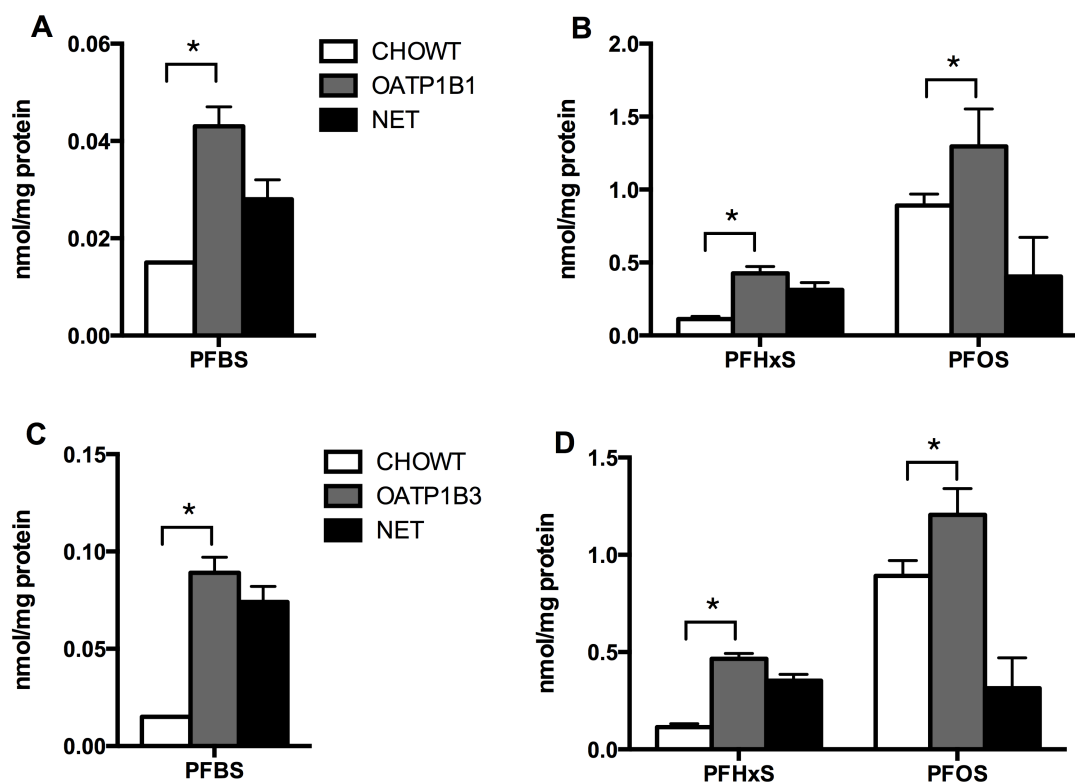 A
0.06
0.04
0.02
0.00
nmol/mg protein
*
PFBS
CHOWT
OATP1B1
NET
B
2.0
1.5
1.0
0.5
0.0
nmol/mg protein
*
*
PFHxS
PFOS
C
0.15
0.10
0.05
0.00
nmol/mg protein
*
PFBS
CHOWT
OATP1B3
NET
D
1.5
1.0
0.5
0.0
nmol/mg protein
*
*
PFHxS
PFOS